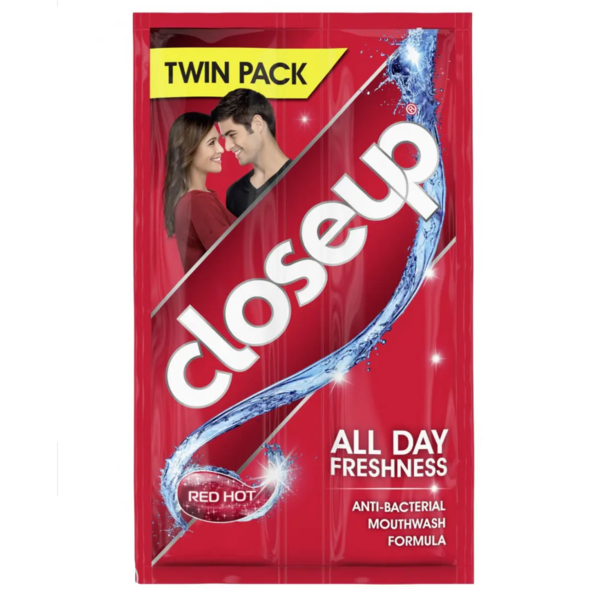 TWIN PACK
closeup®
ALL DAY
FRESHNESS
RED HOT
ANTI-BACTERIAL
MOUTHWASH
FORMULA